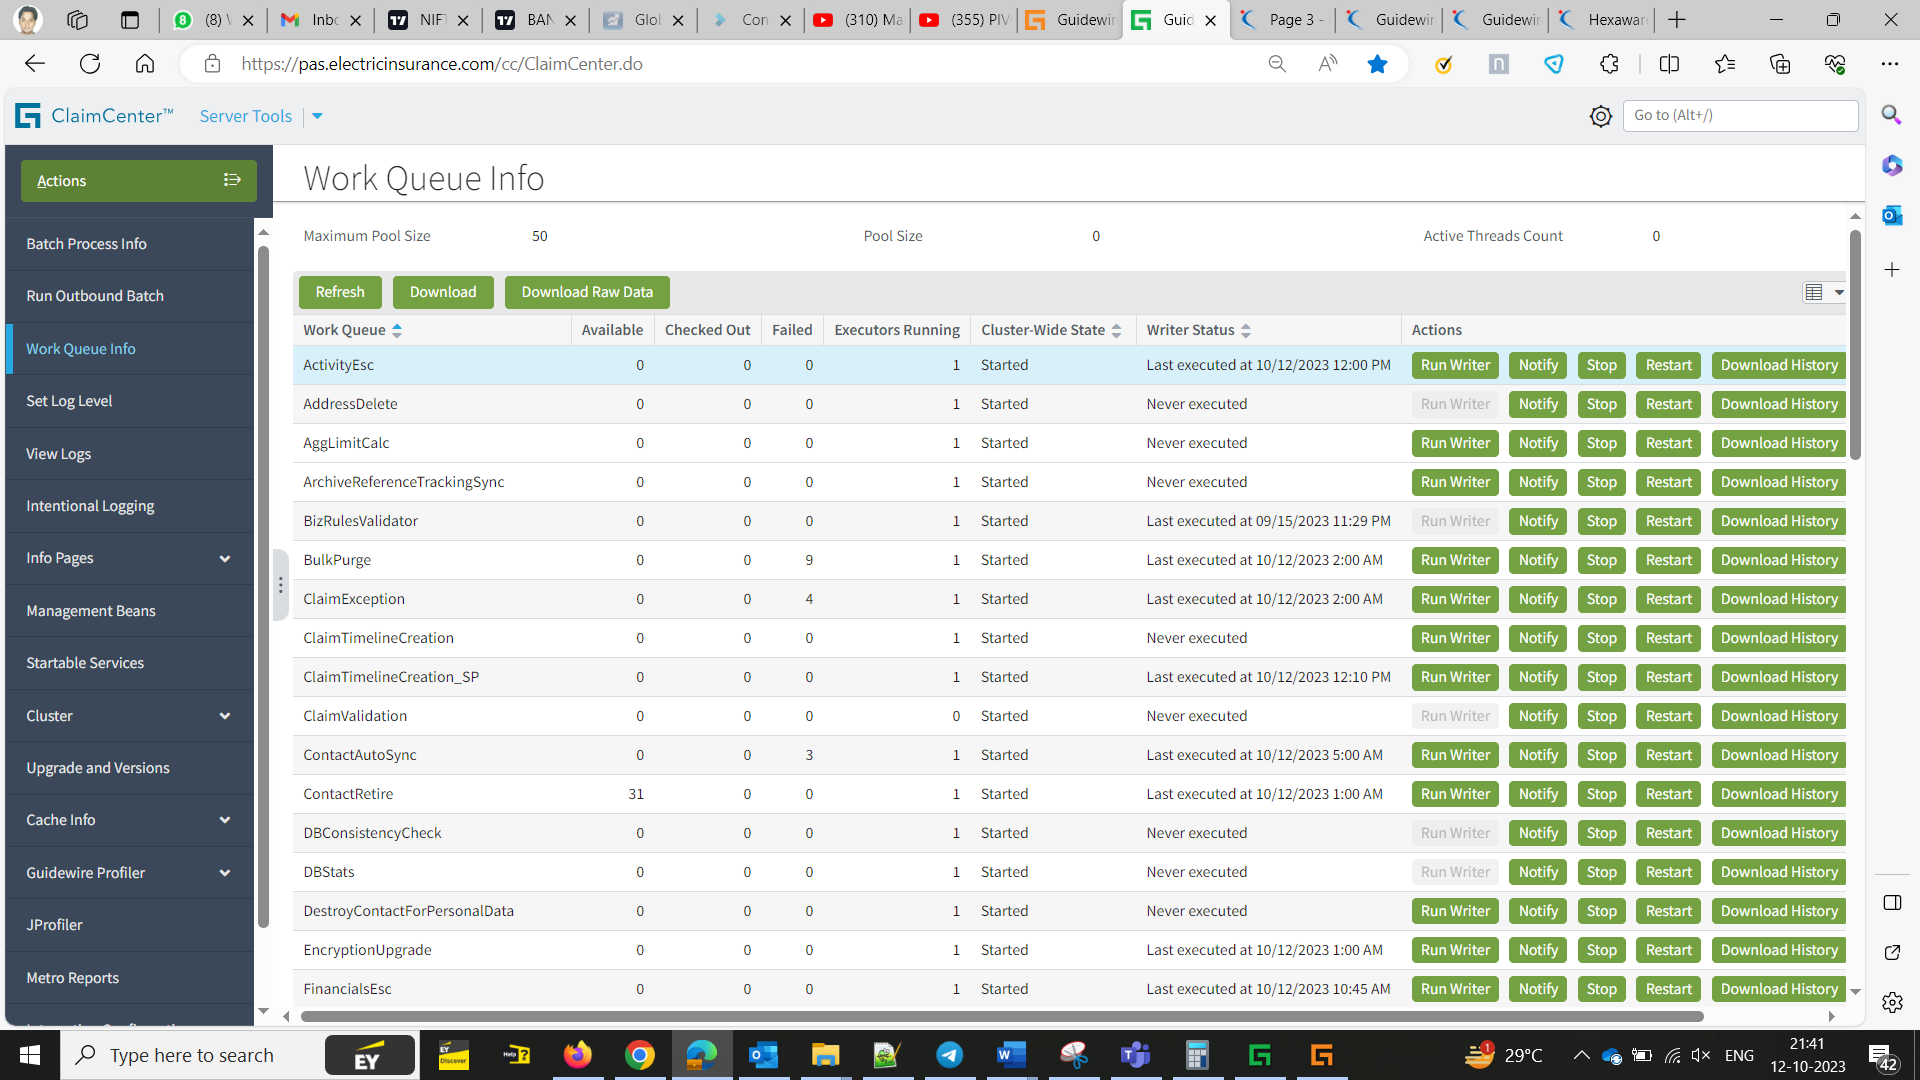 (8) W
Inbo
NIFT
BAN
Glob
Con
(310) Ma
(355) PIV
Guidewir
Guid
Page 3 -
Guidewir
Guidewir
Hexawar
https://pas.electricinsurance.com/cc/ClaimCenter.do
ClaimCenter™ Server Tools
Go to (Alt+/)
Actions
Batch Process Info
Run Outbound Batch
Work Queue Info
Set Log Level
View Logs
Intentional Logging
Info Pages
Management Beans
Startable Services
Cluster
Upgrade and Versions
Cache Info
Guidewire Profiler
JProfiler
Metro Reports
Work Queue Info
Maximum Pool Size 50 Pool Size 0 Active Threads Count 0
Refresh Download Download Raw Data
Work Queue Available Checked Out Failed Executors Running Cluster-Wide State Writer Status Actions
ActivityEsc 0 0 0 1 Started Last executed at 10/12/2023 12:00 PM Run Writer Notify Stop Restart Download History
AddressDelete 0 0 0 1 Started Never executed Run Writer Notify Stop Restart Download History
AggLimitCalc 0 0 0 1 Started Never executed Run Writer Notify Stop Restart Download History
ArchiveReferenceTrackingSync 0 0 0 1 Started Never executed Run Writer Notify Stop Restart Download History
BizRulesValidator 0 0 0 1 Started Last executed at 09/15/2023 11:29 PM Run Writer Notify Stop Restart Download History
BulkPurge 0 0 9 1 Started Last executed at 10/12/2023 2:00 AM Run Writer Notify Stop Restart Download History
ClaimException 0 0 4 1 Started Last executed at 10/12/2023 2:00 AM Run Writer Notify Stop Restart Download History
ClaimTimelineCreation 0 0 0 1 Started Never executed Run Writer Notify Stop Restart Download History
ClaimTimelineCreation_SP 0 0 0 1 Started Last executed at 10/12/2023 12:10 PM Run Writer Notify Stop Restart Download History
ClaimValidation 0 0 0 0 Started Never executed Run Writer Notify Stop Restart Download History
ContactAutoSync 0 0 3 1 Started Last executed at 10/12/2023 5:00 AM Run Writer Notify Stop Restart Download History
ContactRetire 31 0 0 1 Started Last executed at 10/12/2023 1:00 AM Run Writer Notify Stop Restart Download History
DBConsistencyCheck 0 0 0 1 Started Never executed Run Writer Notify Stop Restart Download History
DBStats 0 0 0 1 Started Never executed Run Writer Notify Stop Restart Download History
DestroyContactForPersonalData 0 0 0 1 Started Never executed Run Writer Notify Stop Restart Download History
EncryptionUpgrade 0 0 0 1 Started Last executed at 10/12/2023 1:00 AM Run Writer Notify Stop Restart Download History
FinancialsEsc 0 0 0 1 Started Last executed at 10/12/2023 10:45 AM Run Writer Notify Stop Restart Download History
Type here to search
EY
EY Discover
Help ?
1
29°C
ENG
21:41
12-10-2023
42